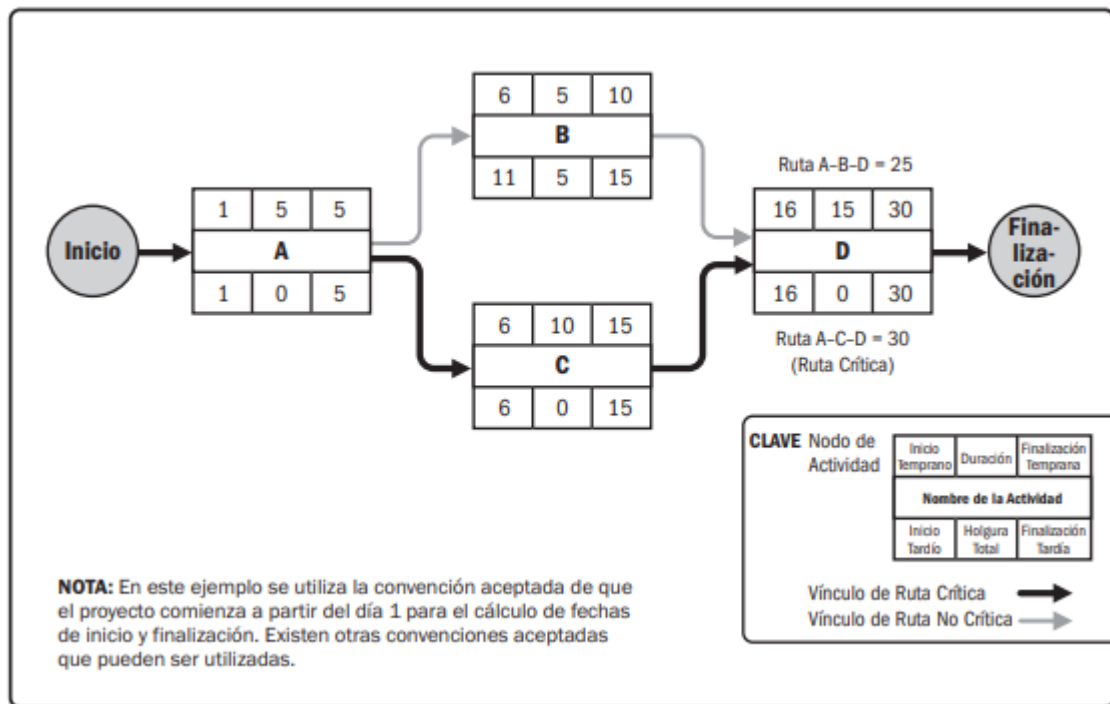 6 5 10
B
11 5 15
Ruta A–B–D = 25
Inicio
1 5 5
A
1 0 5
16 15 30
D
16 0 30
Fina-
liza-
ción
6 10 15
C
6 0 15
Ruta A–C–D = 30
(Ruta Crítica)
CLAVE Nodo de
Actividad
Inicio
Temprano
Duración
Finalización
Temprana
Nombre de la Actividad
Inicio
Tardío
Holgura
Total
Finalización
Tardía
Vínculo de Ruta Crítica
Vínculo de Ruta No Crítica
NOTA: En este ejemplo se utiliza la convención aceptada de que
el proyecto comienza a partir del día 1 para el cálculo de fechas
de inicio y finalización. Existen otras convenciones aceptadas
que pueden ser utilizadas.